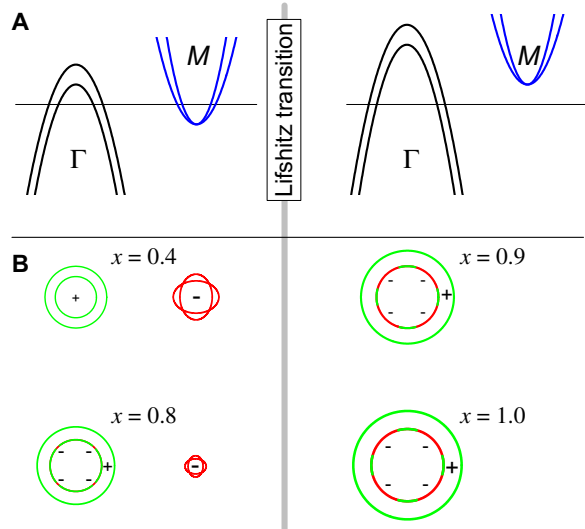 A
M
Γ
Lifshitz transition
M
Γ
B
x = 0.4
+
-
x = 0.9
- -
- -
+
x = 0.8
- -
- -
+
-
x = 1.0
- -
- -
+